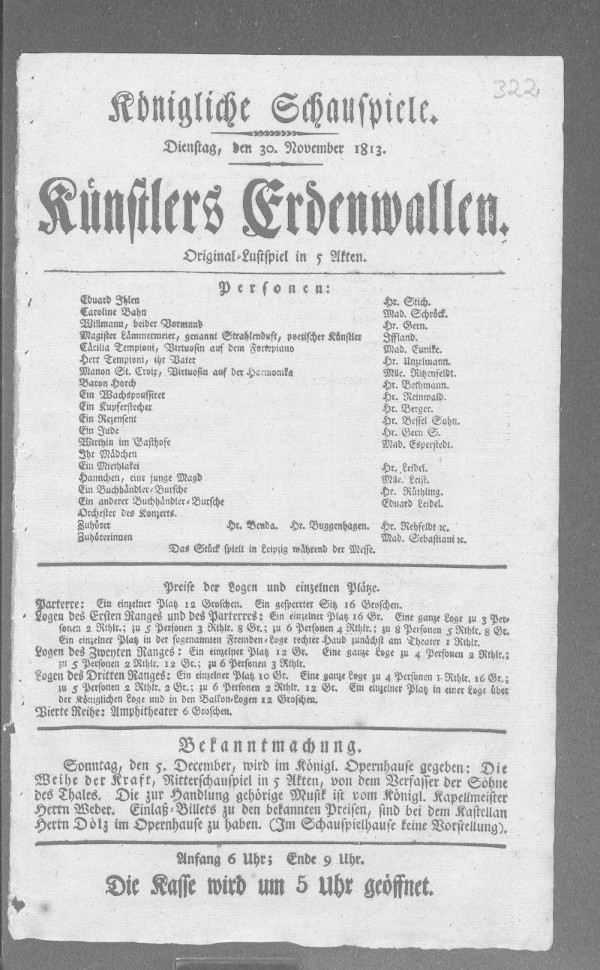 322
Königliche Schauspiele.
Dienstag, den 30. November 1813.
Künstlers Erdenwallen.
Original-Lustspiel in 5 Akten.
Personen:
Eduard Ihlen Hr. Stich.
Caroline Bahn Mad. Schröck.
Willmann, beider Vormund Hr. Gern.
Magister Lämmermeier, genannt Strahlenduft, poetischer Künstler Iffland.
Cäcilia Tempioni, Virtuosin auf dem Fortepiano Mad. Eunike.
Herr Tempioni, ihr Vater Hr. Unzelmann.
Manon St. Croix, Virtuosin auf der Harmonika Mlle. Ritzenfeldt.
Baron Horch Hr. Bethmann.
Ein Wachspoussirer Hr. Reinwald.
Ein Kupferstecher Hr. Berger.
Ein Rezensent Hr. Bessel Sohn.
Ein Jude Hr. Gern S.
Wirthin im Gasthofe Mad. Esperstedt.
Ihr Mädchen
Ein Miethlakei Hr. Leidel.
Hannchen, eine junge Magd Mlle. Leist.
Ein Buchhändler-Bursche Hr. Rüthling.
Ein anderer Buchhändler-Bursche Eduard Leidel.
Orchester des Konzerts.
Zuhörer Hr. Benda. Hr. Buggenhagen. Hr. Rehfeldt ꝛc.
Zuhörerinnen Mad. Sebastiani ꝛc.
Das Stück spielt in Leipzig während der Messe.
Preise der Logen und einzelnen Plätze.
Parterre: Ein einzelner Platz 12 Groschen. Ein gesperrter Sitz 16 Groschen.
Logen des Ersten Ranges und des Parterres: Ein einzelner Platz 16 Gr. Eine ganze Loge zu 3 Per-
sonen 2 Rthlr.; zu 5 Personen 3 Rthlr. 8 Gr.; zu 6 Personen 4 Rthlr.; zu 8 Personen 5 Rthlr. 8 Gr.
Ein einzelner Platz in der sogenannten Fremden-Loge rechter Hand zunächst am Theater 1 Rthlr.
Logen des Zweyten Ranges: Ein einzelner Platz 12 Gr. Eine ganze Loge zu 4 Personen 2 Rthlr.;
zu 5 Personen 2 Rthlr. 12 Gr.; zu 6 Personen 3 Rthlr.
Logen des Dritten Ranges: Ein einzelner Platz 10 Gr. Eine ganze Loge zu 4 Personen 1 Rthlr. 16 Gr.;
zu 5 Personen 2 Rthlr. 2 Gr.; zu 6 Personen 2 Rthlr. 12 Gr. Ein einzelner Platz in einer Loge über
der Königlichen Loge und in den Balkon-Logen 12 Groschen.
Vierte Reihe: Amphitheater 6 Groschen.
Bekanntmachung.
Sonntag, den 5. December, wird im Königl. Opernhause gegeben: Die
Weihe der Kraft, Ritterschauspiel in 5 Akten, von dem Verfasser der Söhne
des Thales. Die zur Handlung gehörige Musik ist vom Königl. Kapellmeister
Herrn Weber. Einlaß-Billets zu den bekannten Preisen, sind bei dem Kastellan
Herrn Dölz im Opernhause zu haben. (Im Schauspielhause keine Vorstellung).
Anfang 6 Uhr; Ende 9 Uhr.
Die Kasse wird um 5 Uhr geöffnet.